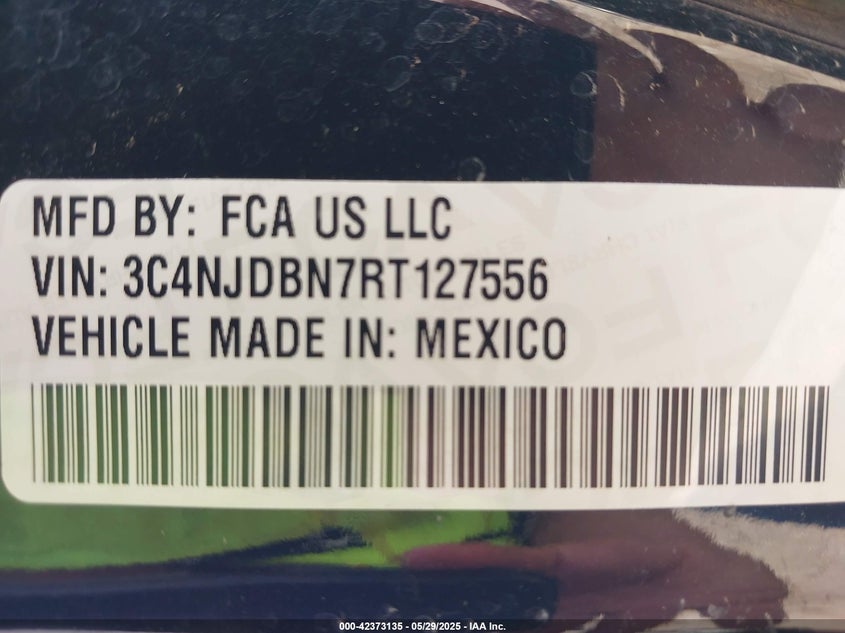 MFD BY: FCA US LLC
VIN: 3C4NJDBN7RT127556
VEHICLE MADE IN: MEXICO
000-42373135 - 05/29/2025 - IAA Inc.